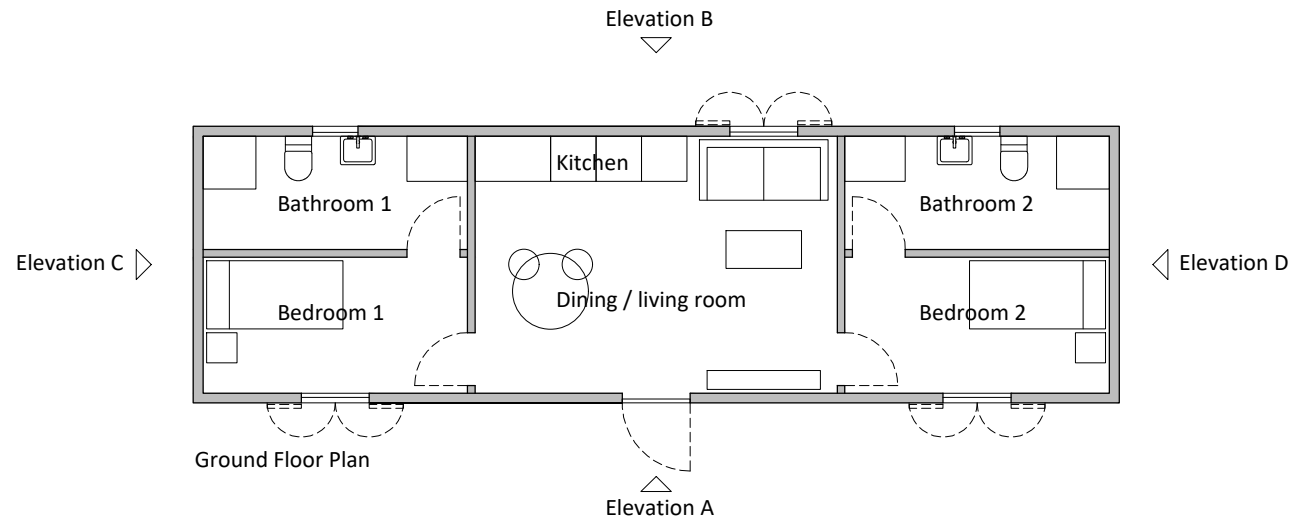 Elevation B
Kitchen
Bathroom 1
Bathroom 2
Elevation C
Elevation D
Dining / living room
Bedroom 1
Bedroom 2
Ground Floor Plan
Elevation A